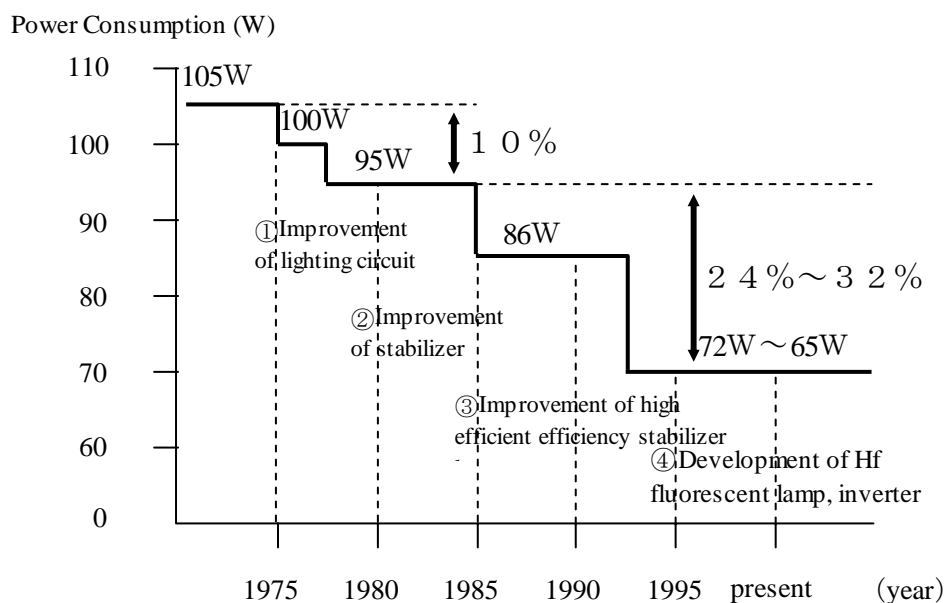 Power Consumption (W)
110
105W
100W
100
１０%
95W
90
①Improvement
of lighting circuit
86W
２４%～３２%
80
②Improvement
of stabilizer
72W～65W
70
③Improvement of high
efficient efficiency stabilizer
60
④Development of Hf
fluorescent lamp, inverter
0
1975 1980 1985 1990 1995 present (year)